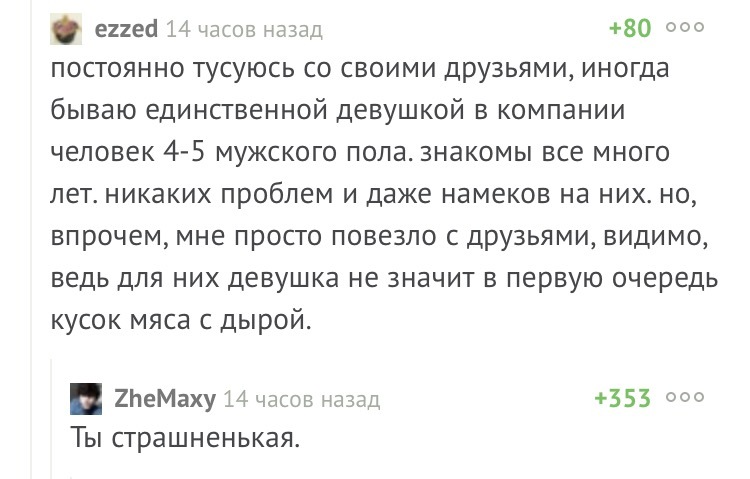 ezzed 14 часов назад +80
постоянно тусуюсь со своими друзьями, иногда
бываю единственной девушкой в компании
человек 4-5 мужского пола. знакомы все много
лет. никаких проблем и даже намеков на них. но,
впрочем, мне просто повезло с друзьями, видимо,
ведь для них девушка не значит в первую очередь
кусок мяса с дырой.
ZheMaxy 14 часов назад +353
Ты страшненькая.